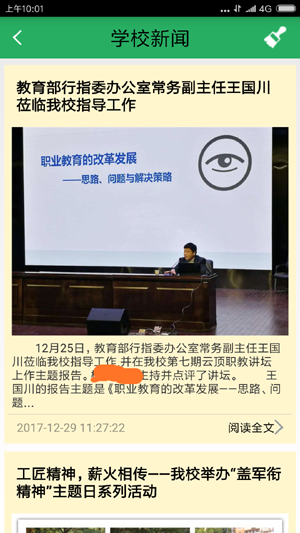 上午10:01
4G
学校新闻
教育部行指委办公室常务副主任王国川
莅临我校指导工作
职业教育的改革发展
——思路、问题与解决策略
12月25日，教育部行指委办公室常务副主任王国
川莅临我校指导工作,并在我校第七期云顶职教讲坛
上作主题报告。主持并点评了讲坛。 王
国川的报告主题是《职业教育的改革发展——思路、问
题...
2017-12-29 11:27:22 阅读全文>
工匠精神，薪火相传——我校举办“盖军衔
精神”主题日系列活动